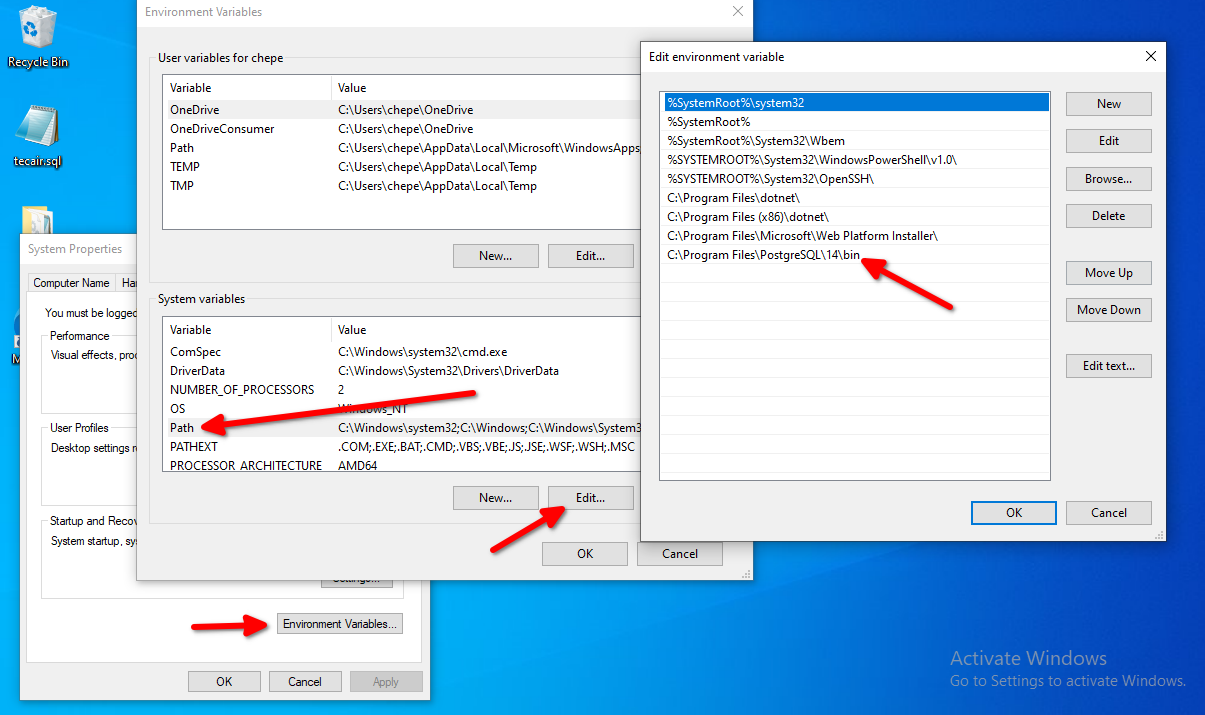 Recycle Bin
tecair.sql
Environment Variables
User variables for chepe
Variable Value
OneDrive C:\Users\chepe\OneDrive
OneDriveConsumer C:\Users\chepe\OneDrive
Path C:\Users\chepe\AppData\Local\Microsoft\WindowsApps;
TEMP C:\Users\chepe\AppData\Local\Temp
TMP C:\Users\chepe\AppData\Local\Temp
New... Edit...
System variables
Variable Value
ComSpec C:\Windows\system32\cmd.exe
DriverData C:\Windows\System32\Drivers\DriverData
NUMBER_OF_PROCESSORS 2
OS Windows_NT
Path C:\Windows\system32;C:\Windows;C:\Windows\System3
PATHEXT .COM;.EXE;.BAT;.CMD;.VBS;.VBE;.JS;.JSE;.WSF;.WSH;.MSC
PROCESSOR_ARCHITECTURE AMD64
New... Edit...
OK Cancel
Edit environment variable
%SystemRoot%\system32
%SystemRoot%
%SystemRoot%\System32\Wbem
%SYSTEMROOT%\System32\WindowsPowerShell\v1.0\
%SYSTEMROOT%\System32\OpenSSH\
C:\Program Files\dotnet\
C:\Program Files (x86)\dotnet\
C:\Program Files\Microsoft\Web Platform Installer\
C:\Program Files\PostgreSQL\14\bin
New
Edit
Browse...
Delete
Move Up
Move Down
Edit text...
OK Cancel
System Properties
Computer Name Ha
You must be logged
Performance
Visual effects, proc
User Profiles
Desktop settings r
Startup and Recov
System startup, sy
Settings...
Environment Variables...
OK Cancel Apply
Activate Windows
Go to Settings to activate Windows.